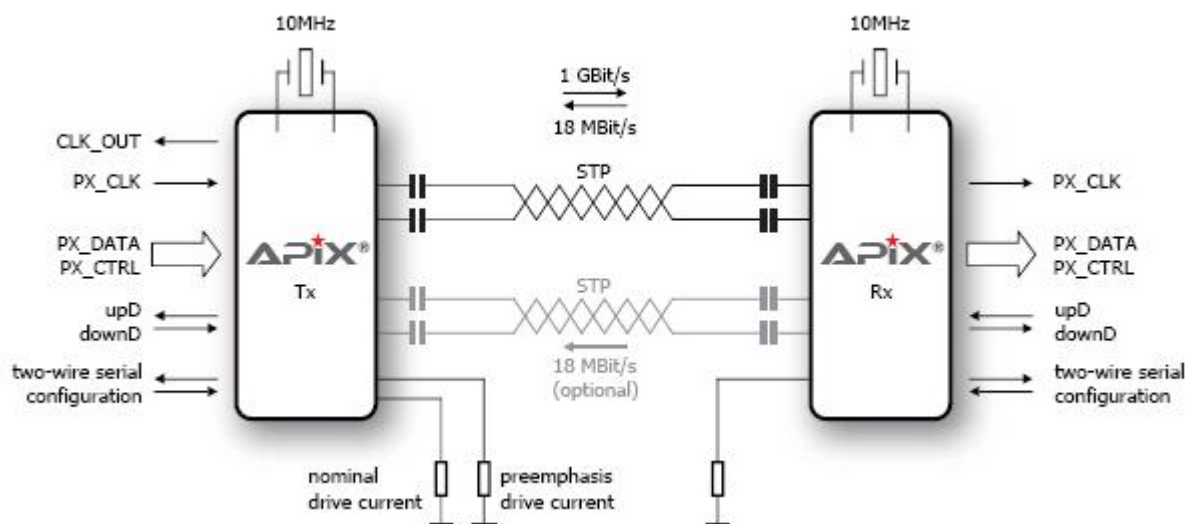 10MHz
10MHz
1 GBit/s
18 MBit/s
CLK_OUT
PX_CLK
STP
PX_CLK
PX_DATA
PX_CTRL
APiX®
Tx
APiX®
Rx
PX_DATA
PX_CTRL
STP
upD
downD
upD
downD
18 MBit/s
(optional)
two-wire serial
configuration
two-wire serial
configuration
nominal
drive current
preemphasis
drive current